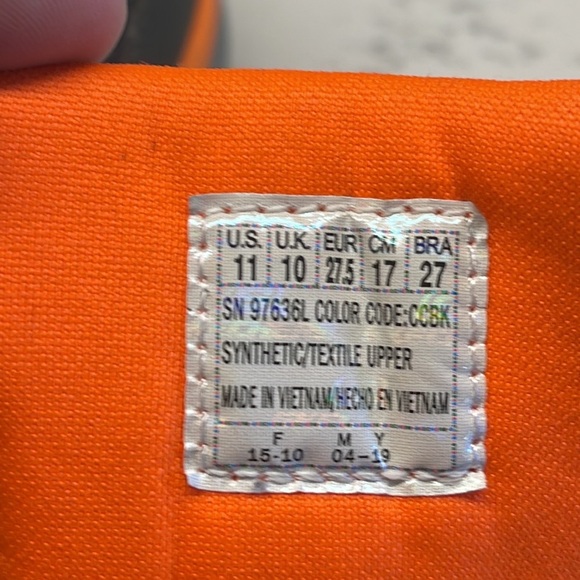 U.S. U.K. EUR CM BRA
11 10 27.5 17 27
SN 97636L COLOR CODE:CCBK
SYNTHETIC/TEXTILE UPPER
MADE IN VIETNAM/HECHO EN VIETNAM
F M Y
15-10 04-19